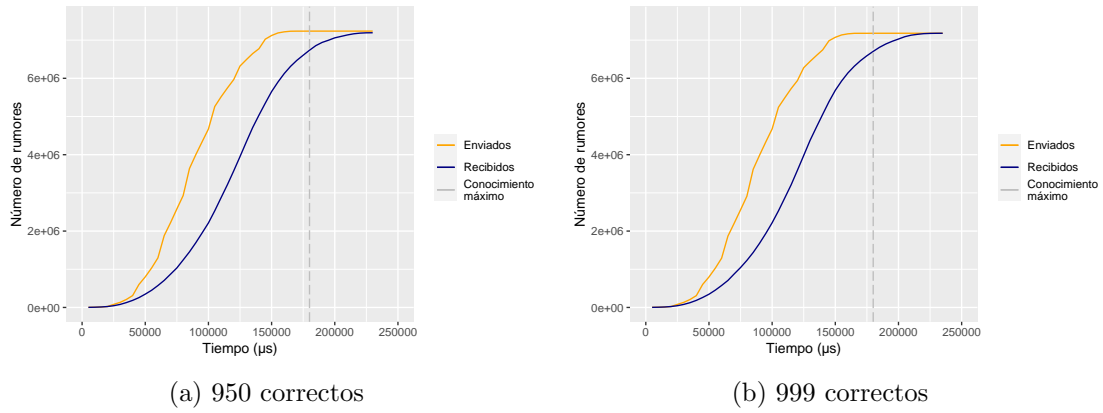 6e+06
4e+06
2e+06
0e+00
Número de rumores
0
50000
100000
150000
200000
250000
Tiempo (µs)
Enviados
Recibidos
Conocimiento
máximo
(a) 950 correctos
6e+06
4e+06
2e+06
0e+00
Número de rumores
0
50000
100000
150000
200000
250000
Tiempo (µs)
Enviados
Recibidos
Conocimiento
máximo
(b) 999 correctos